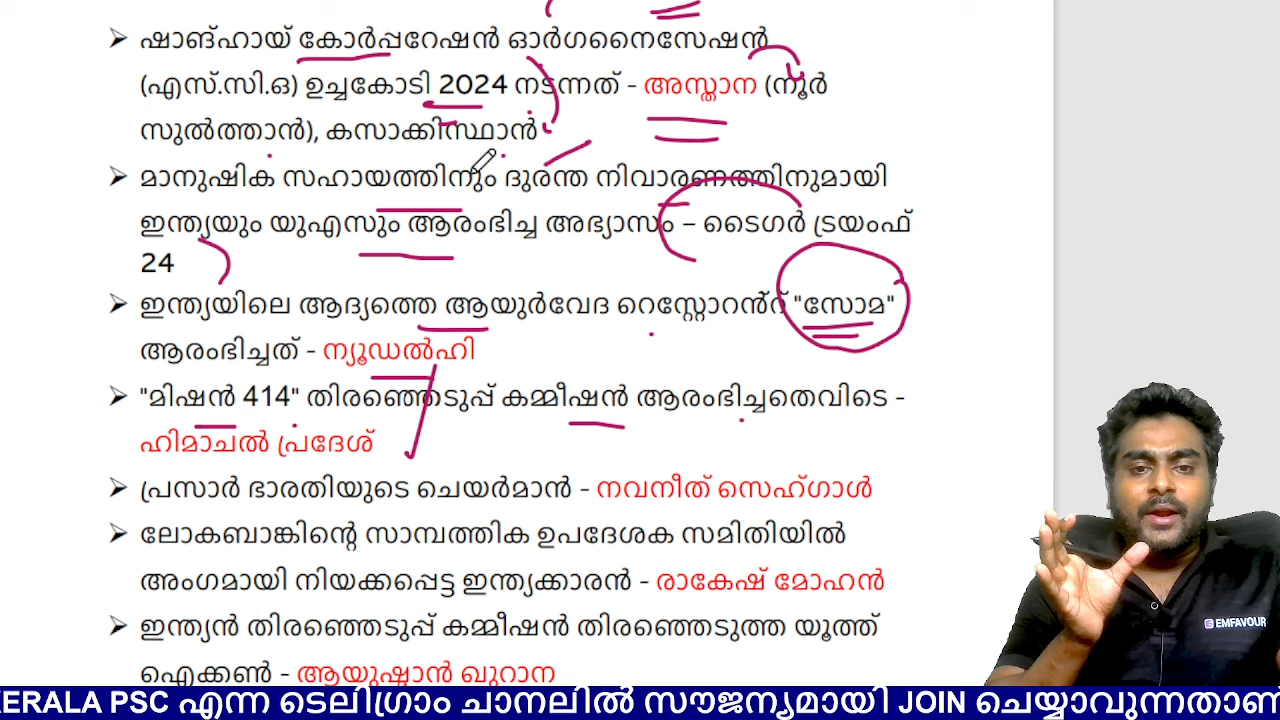 ഷാങ്ഹായ് കോർപ്പറേഷൻ ഓർഗനൈസേഷൻ
(എസ്.സി.ഒ) ഉച്ചകോടി 2024 നടന്നത് - അസ്താന (നൂർ
സുൽത്താൻ), കസാക്കിസ്ഥാൻ
മാനുഷിക സഹായത്തിനും ദുരന്ത നിവാരണത്തിനുമായി
ഇന്ത്യയും യുഎസും ആരംഭിച്ച അഭ്യാസം – ടൈഗർ ട്രയംഫ്
24
ഇന്ത്യയിലെ ആദ്യത്തെ ആയുർവേദ റെസ്റ്റോറൻ്റ് "സോമ"
ആരംഭിച്ചത് - ന്യൂഡൽഹി
"മിഷൻ 414" തിരഞ്ഞെടുപ്പ് കമ്മീഷൻ ആരംഭിച്ചതെവിടെ -
ഹിമാചൽ പ്രദേശ്
പ്രസാർ ഭാരതിയുടെ ചെയർമാൻ - നവനീത് സെഹ്ഗാൾ
ലോകബാങ്കിന്റെ സാമ്പത്തിക ഉപദേശക സമിതിയിൽ
അംഗമായി നിയക്കപ്പെട്ട ഇന്ത്യക്കാരൻ - രാകേഷ് മോഹൻ
ഇന്ത്യൻ തിരഞ്ഞെടുപ്പ് കമ്മീഷൻ തിരഞ്ഞെടുത്ത യൂത്ത്
ഐക്കൺ - ആയുഷ്മാൻ ഖുറാന
EMFAVOUR
KERALA PSC എന്ന ടെലിഗ്രാം ചാനലിൽ സൗജന്യമായി JOIN ചെയ്യാവുന്നതാണ്